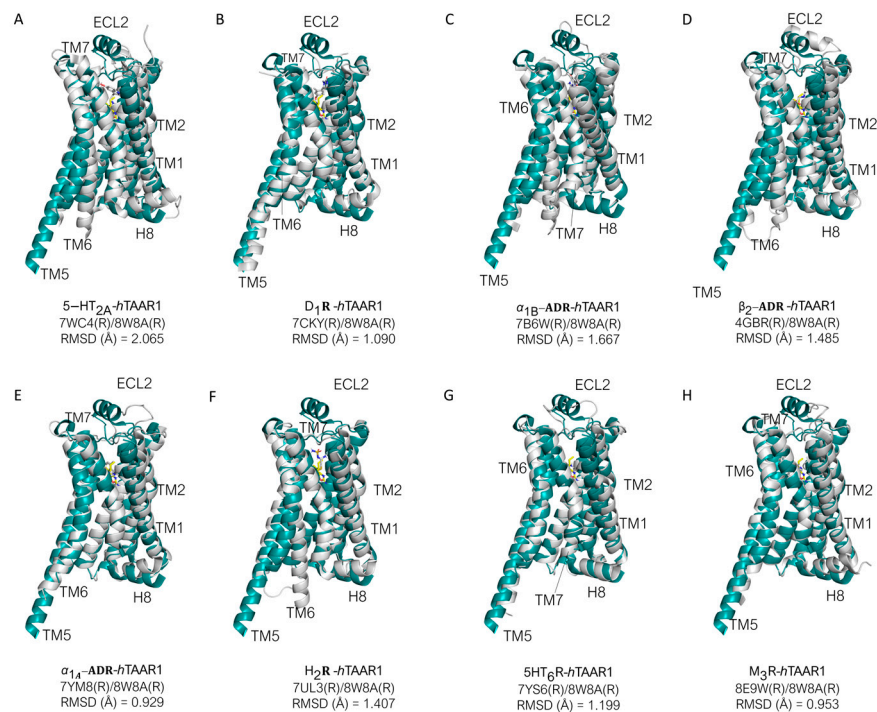 A
ECL2
TM7
TM2
TM1
TM6
H8
TM5
5–HT2A-hTAAR1
7WC4(R)/8W8A(R)
RMSD (Å) = 2.065
B
ECL2
TM7
TM2
TM1
TM6
H8
TM5
D1R -hTAAR1
7CKY(R)/8W8A(R)
RMSD (Å) = 1.090
C
ECL2
TM6
TM2
TM1
TM7
H8
TM5
α1B–ADR-hTAAR1
7B6W(R)/8W8A(R)
RMSD (Å) = 1.667
D
ECL2
TM7
TM2
TM1
TM6
H8
TM5
β2–ADR -hTAAR1
4GBR(R)/8W8A(R)
RMSD (Å) = 1.485
E
ECL2
TM7
TM2
TM1
TM6
H8
TM5
α1A–ADR-hTAAR1
7YM8(R)/8W8A(R)
RMSD (Å) = 0.929
F
ECL2
TM7
TM2
TM1
TM6
H8
TM5
H2R -hTAAR1
7UL3(R)/8W8A(R)
RMSD (Å) = 1.407
G
ECL2
TM6
TM2
TM1
TM7
H8
TM5
5HT6R-hTAAR1
7YS6(R)/8W8A(R)
RMSD (Å) = 1.199
H
ECL2
TM7
TM6
TM2
TM1
H8
TM5
M3R-hTAAR1
8E9W(R)/8W8A(R)
RMSD (Å) = 0.953